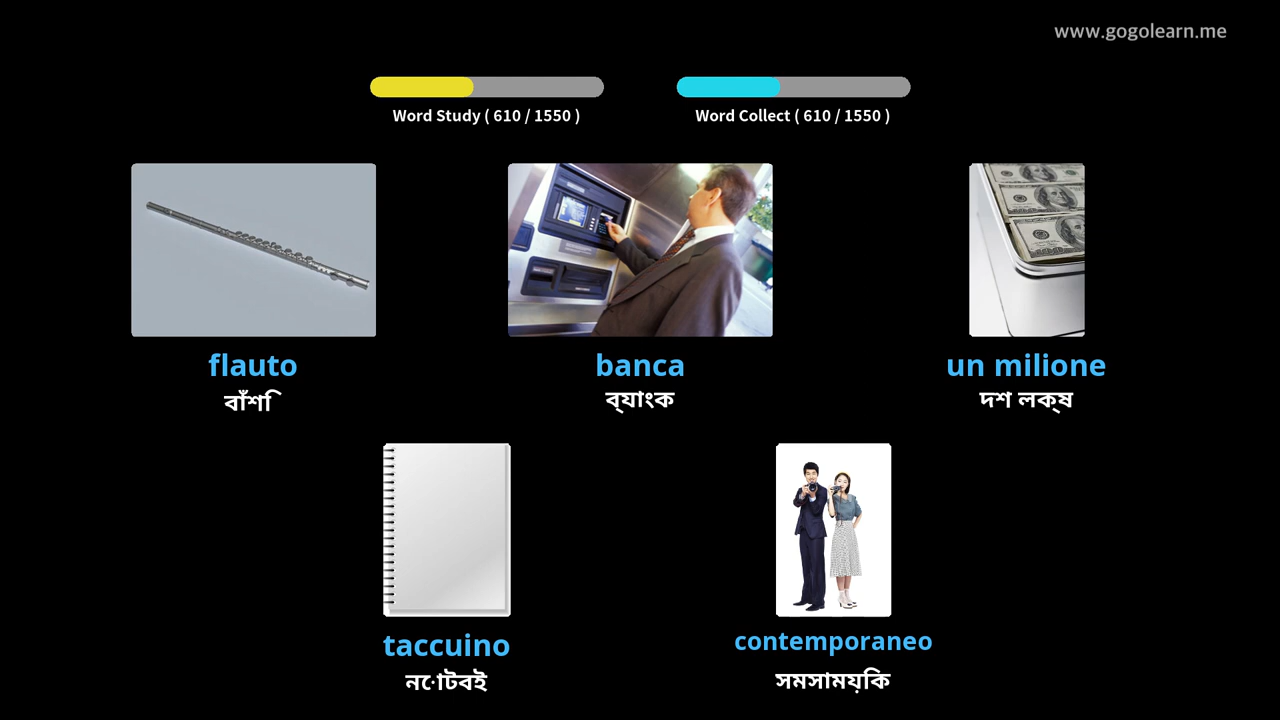 www.gogolearn.me
Word Study ( 610 / 1550 )
Word Collect ( 610 / 1550 )
flauto
banca
un milione
বাঁশি
ব্যাংক
দশ লক্ষ
taccuino
contemporaneo
নোটবই
সমসাময়িক